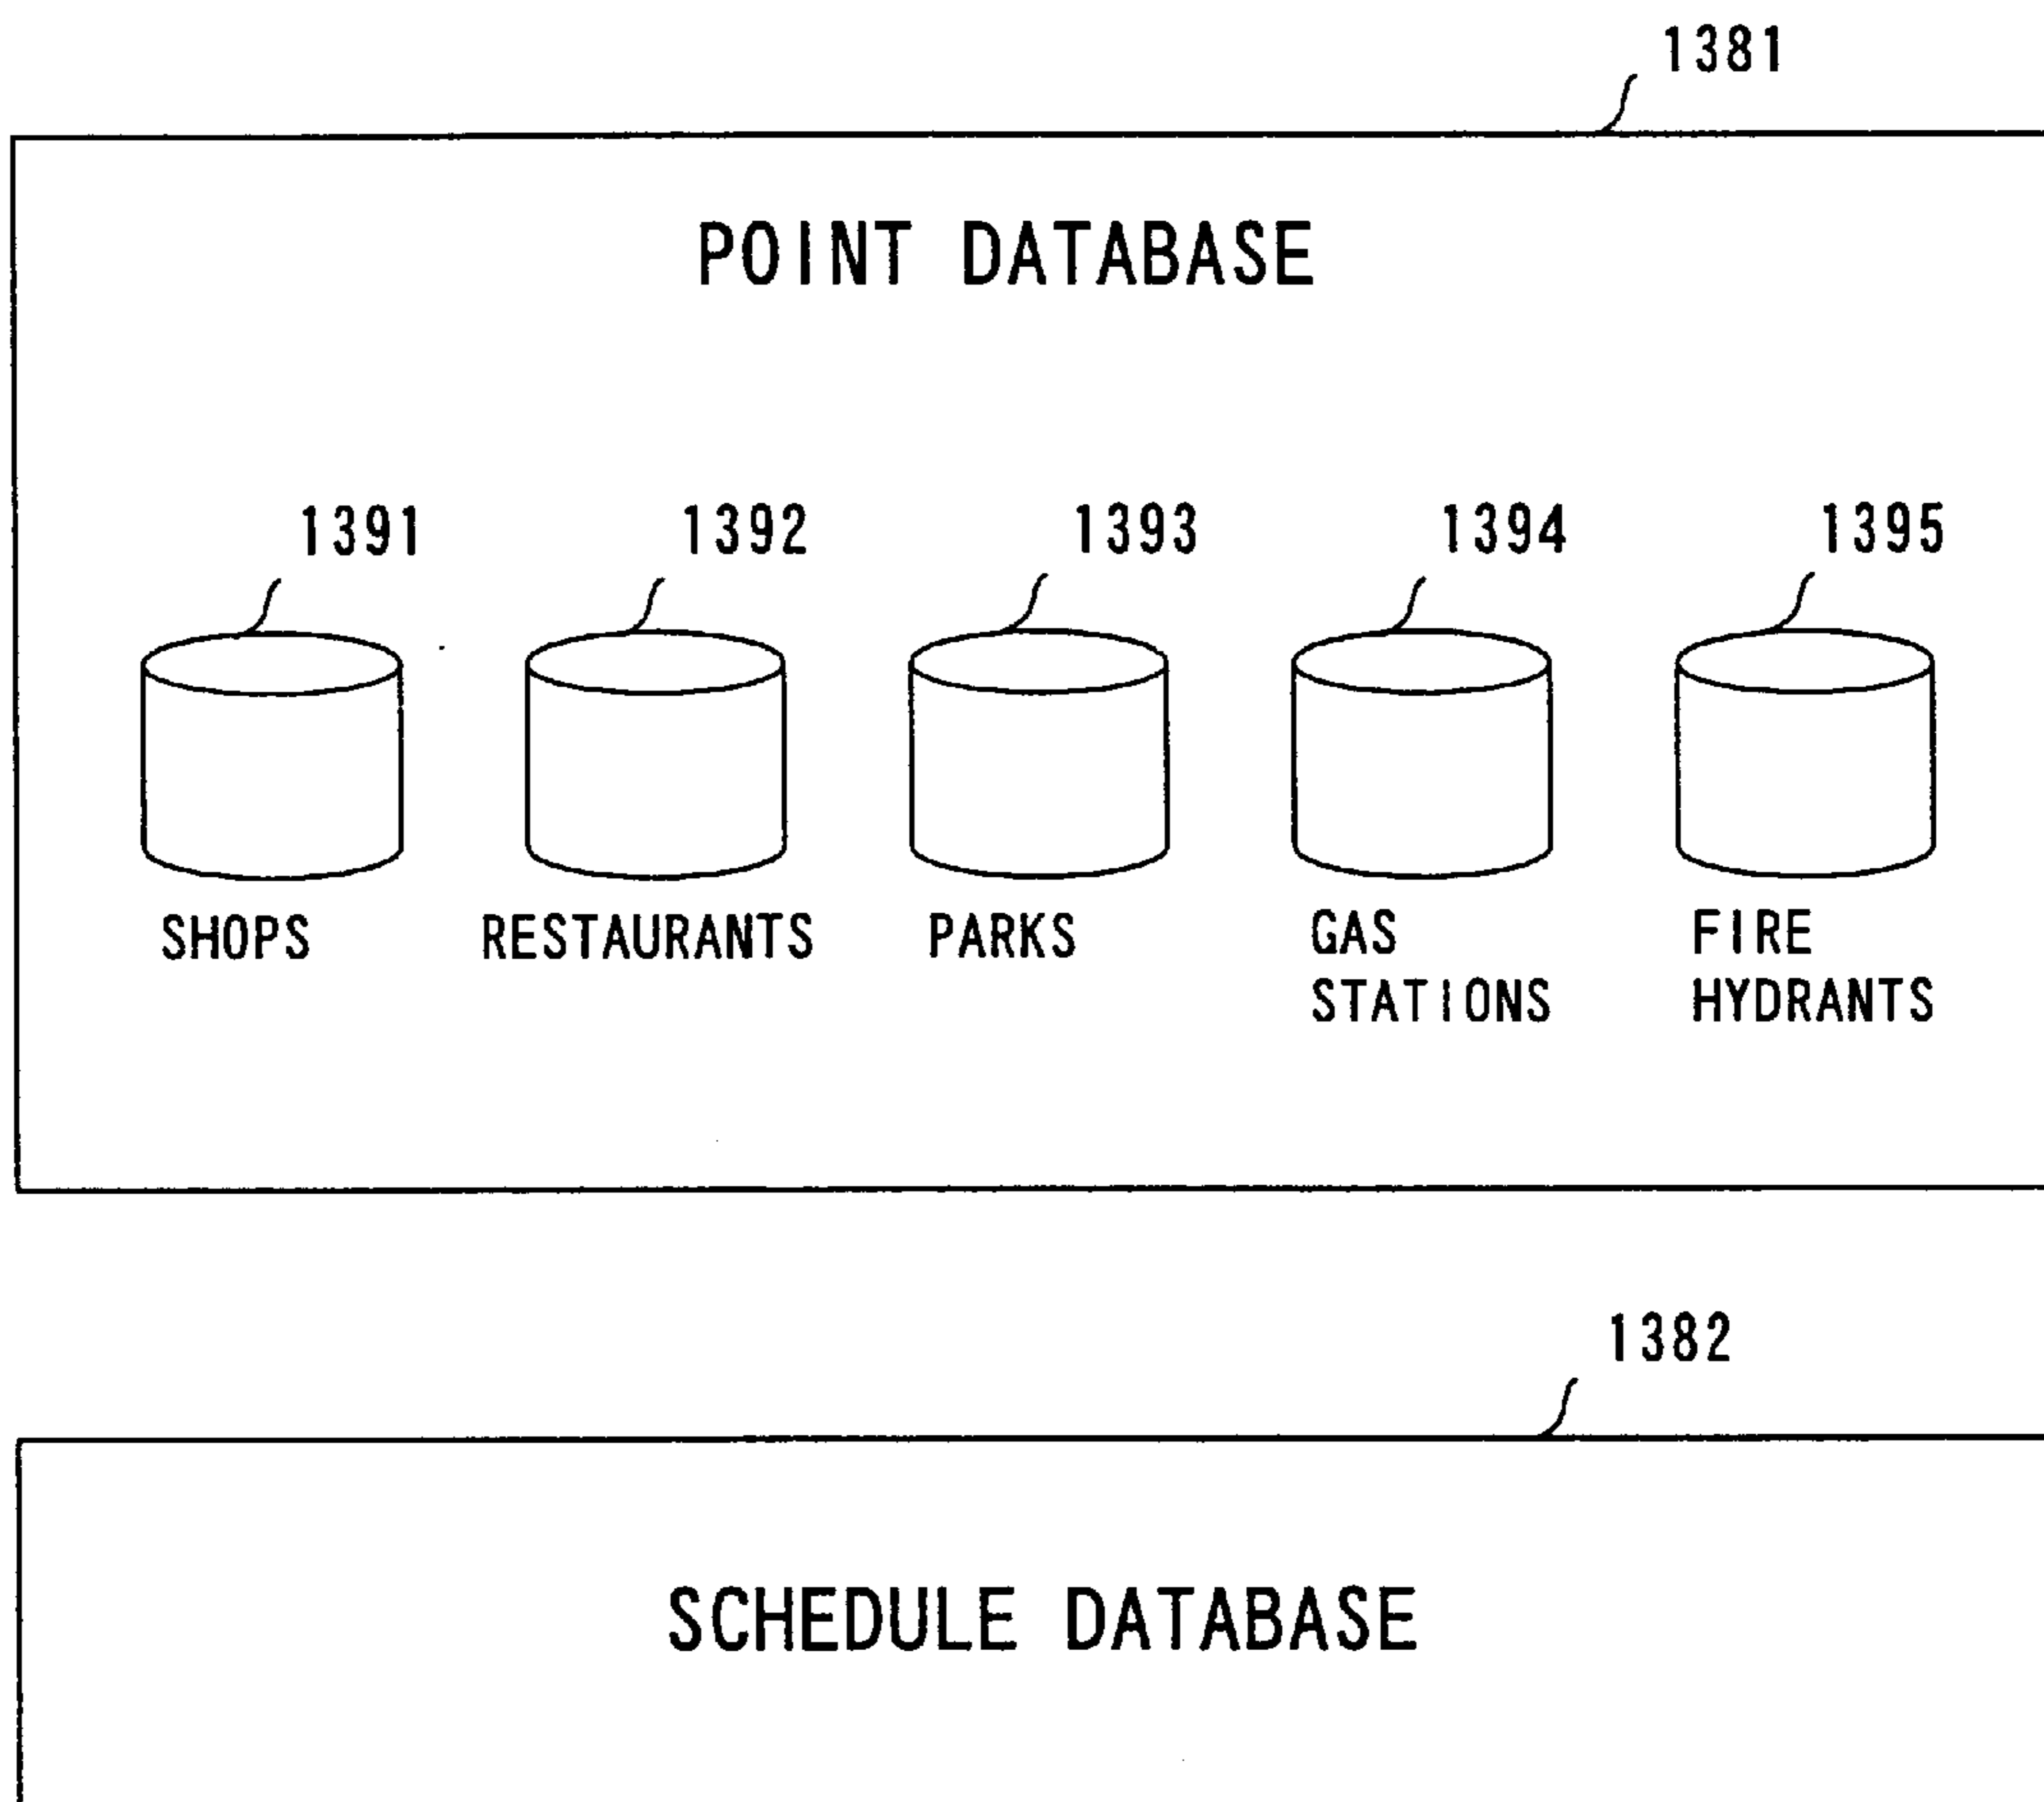 1381
POINT DATABASE
1391 1392 1393 1394 1395
SHOPS RESTAURANTS PARKS GAS STATIONS FIRE HYDRANTS
1382
SCHEDULE DATABASE